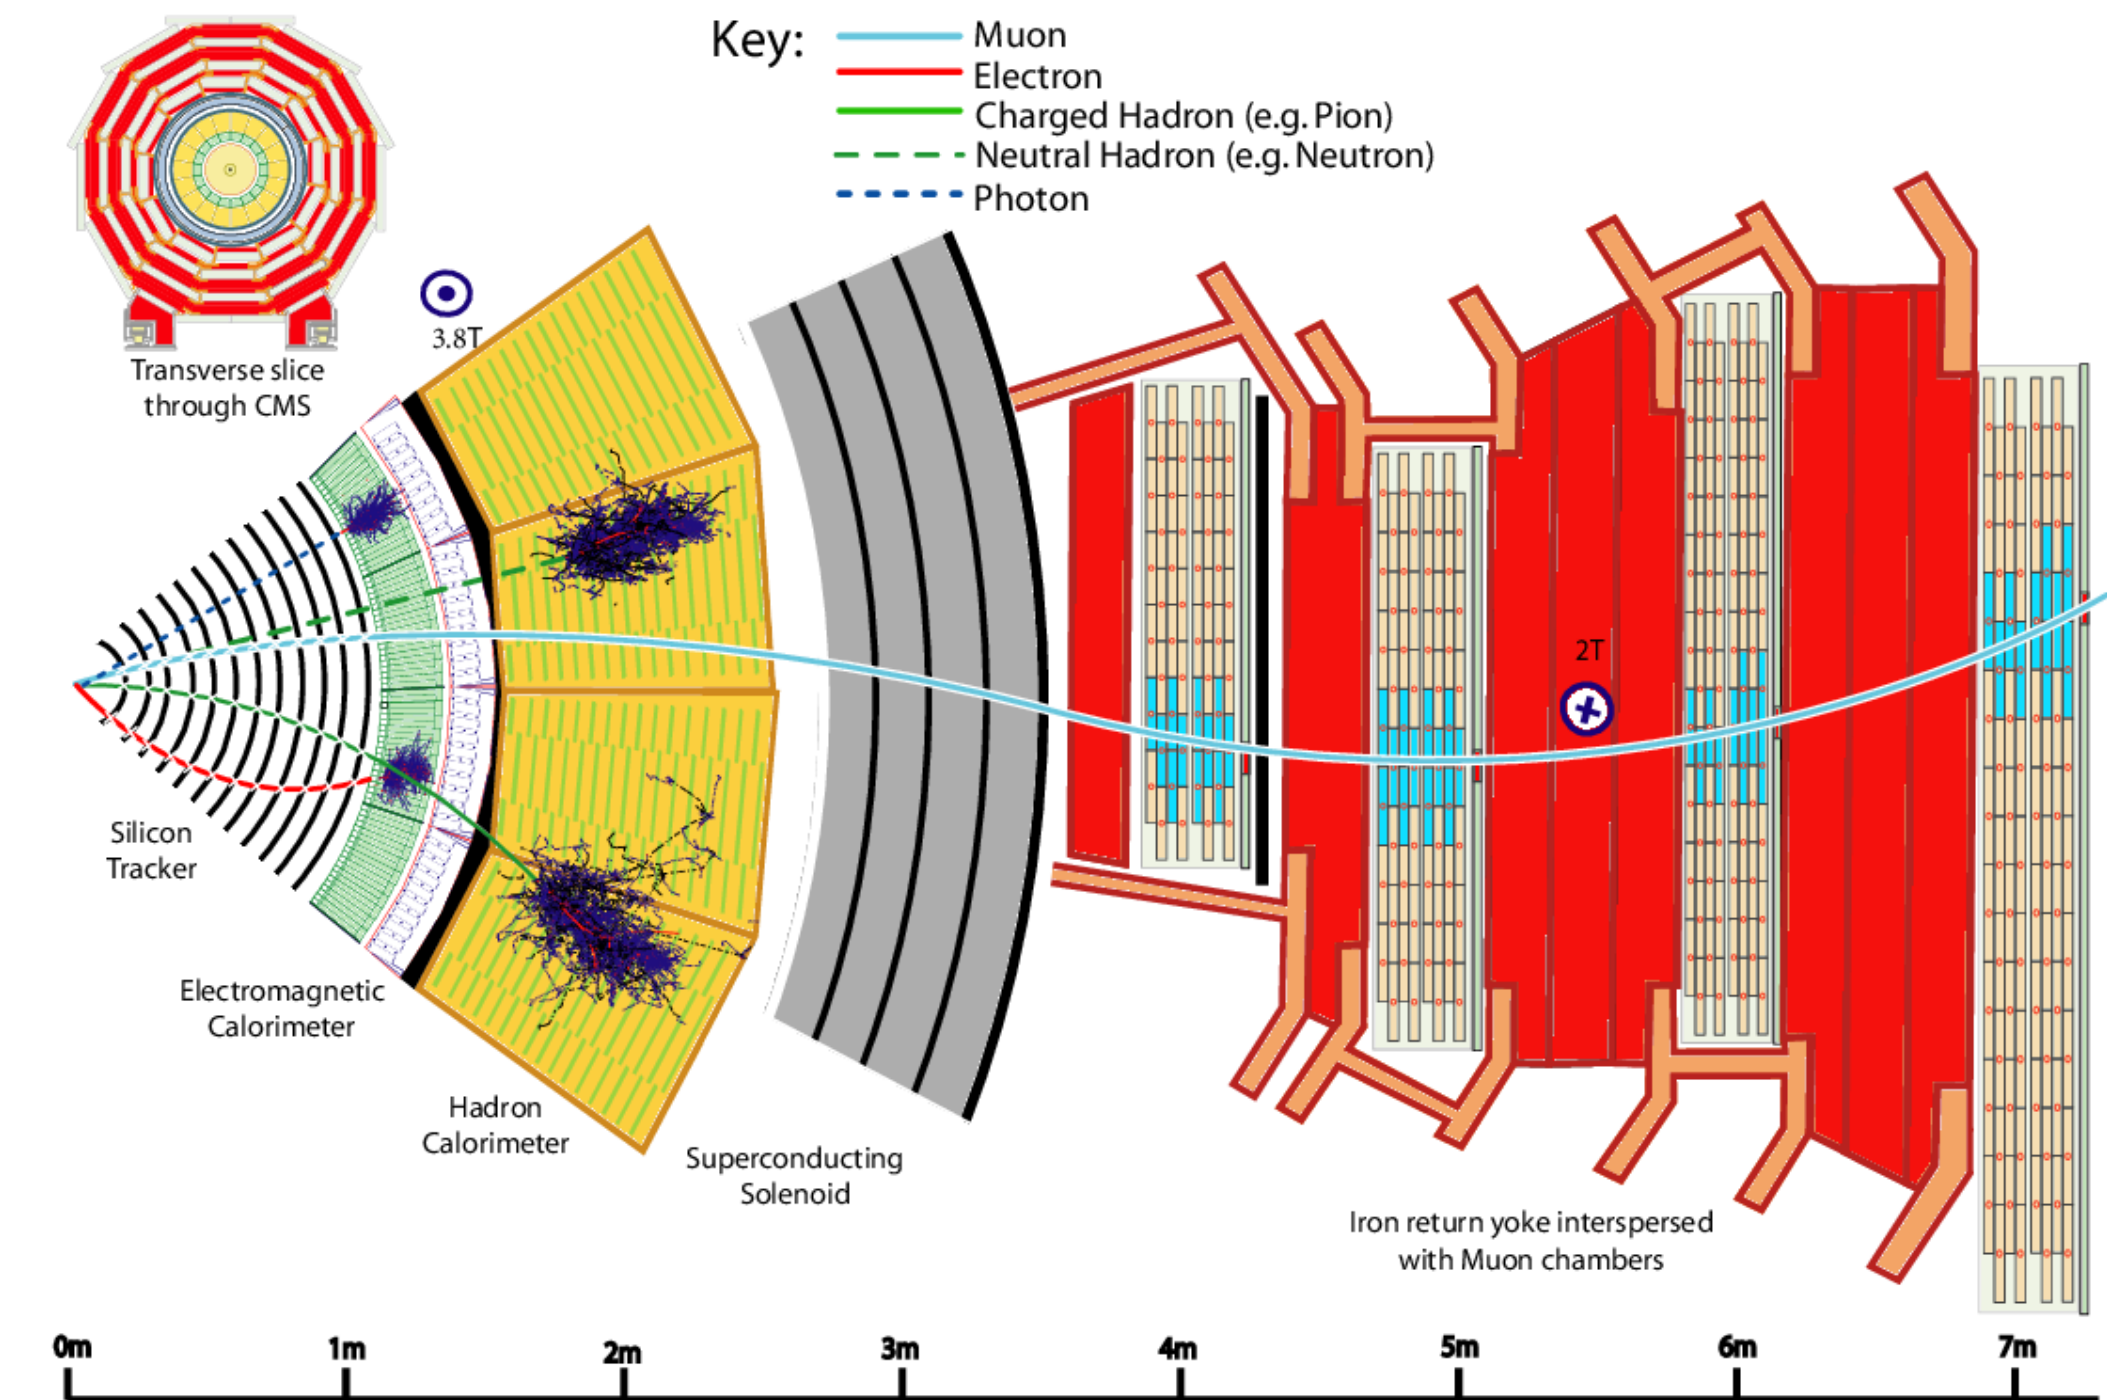 Key:
Muon
Electron
Charged Hadron (e.g. Pion)
Neutral Hadron (e.g. Neutron)
Photon
3.8T
Transverse slice
through CMS
2T
Silicon
Tracker
Electromagnetic
Calorimeter
Hadron
Calorimeter
Superconducting
Solenoid
Iron return yoke interspersed
with Muon chambers
0m 1m 2m 3m 4m 5m 6m 7m